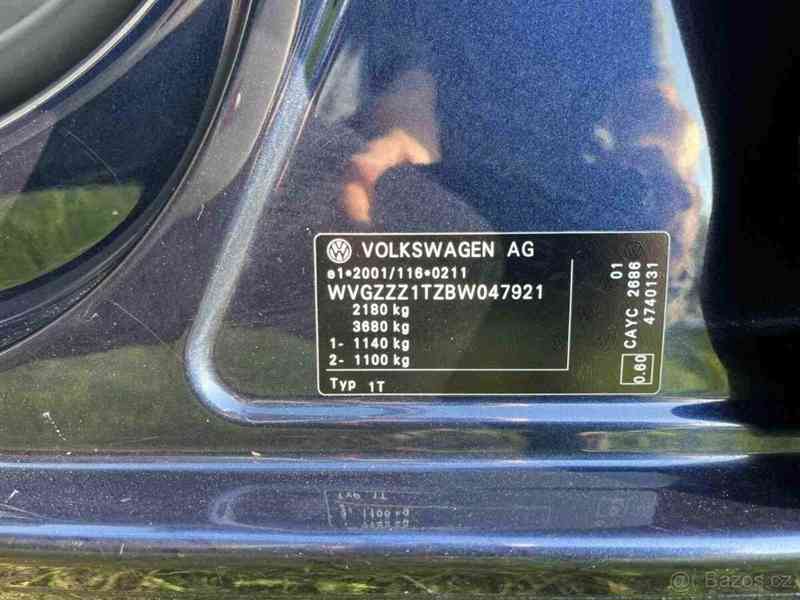 VOLKSWAGEN AG
e1*2001/116*0211
WVGZZZ1TZBW047921
2180 kg
3680 kg
1- 1140 kg
2- 1100 kg
Typ 1T
01
CAYC 2686
4740131
0.60
Bazos.cz